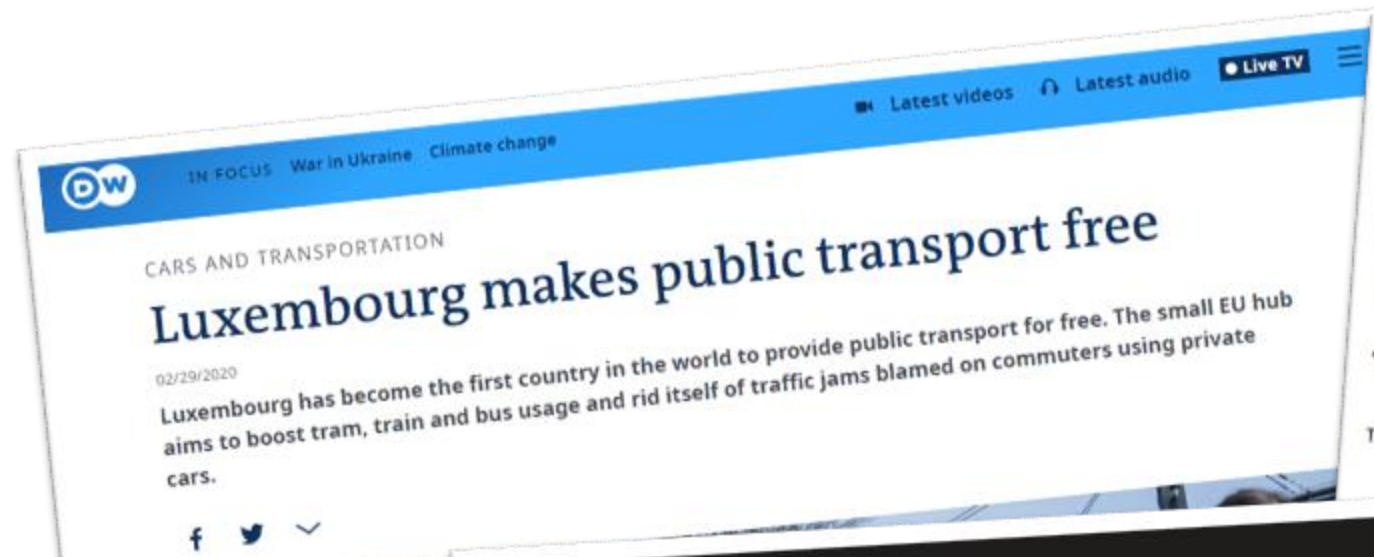 DW IN FOCUS War in Ukraine Climate change Latest videos Latest audio Live TV
CARS AND TRANSPORTATION
Luxembourg makes public transport free
02/29/2020
Luxembourg has become the first country in the world to provide public transport for free. The small EU hub
aims to boost tram, train and bus usage and rid itself of traffic jams blamed on commuters using private
cars.